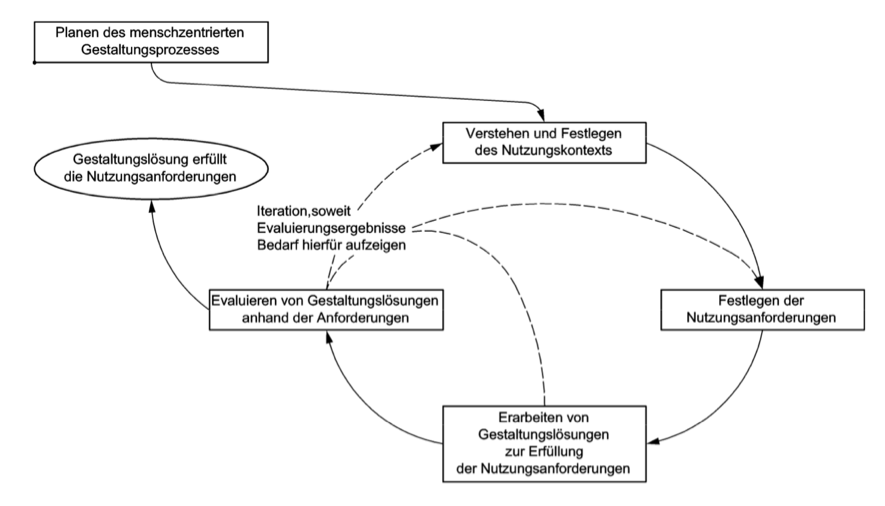 Planen des menschzentrierten
Gestaltungsprozesses
Verstehen und Festlegen
des Nutzungskontexts
Gestaltungslösung erfüllt
die Nutzungsanforderungen
Iteration,soweit
Evaluierungsergebnisse
Bedarf hierfür aufzeigen
Evaluieren von Gestaltungslösungen
anhand der Anforderungen
Festlegen der
Nutzungsanforderungen
Erarbeiten von
Gestaltungslösungen
zur Erfüllung
der Nutzungsanforderungen